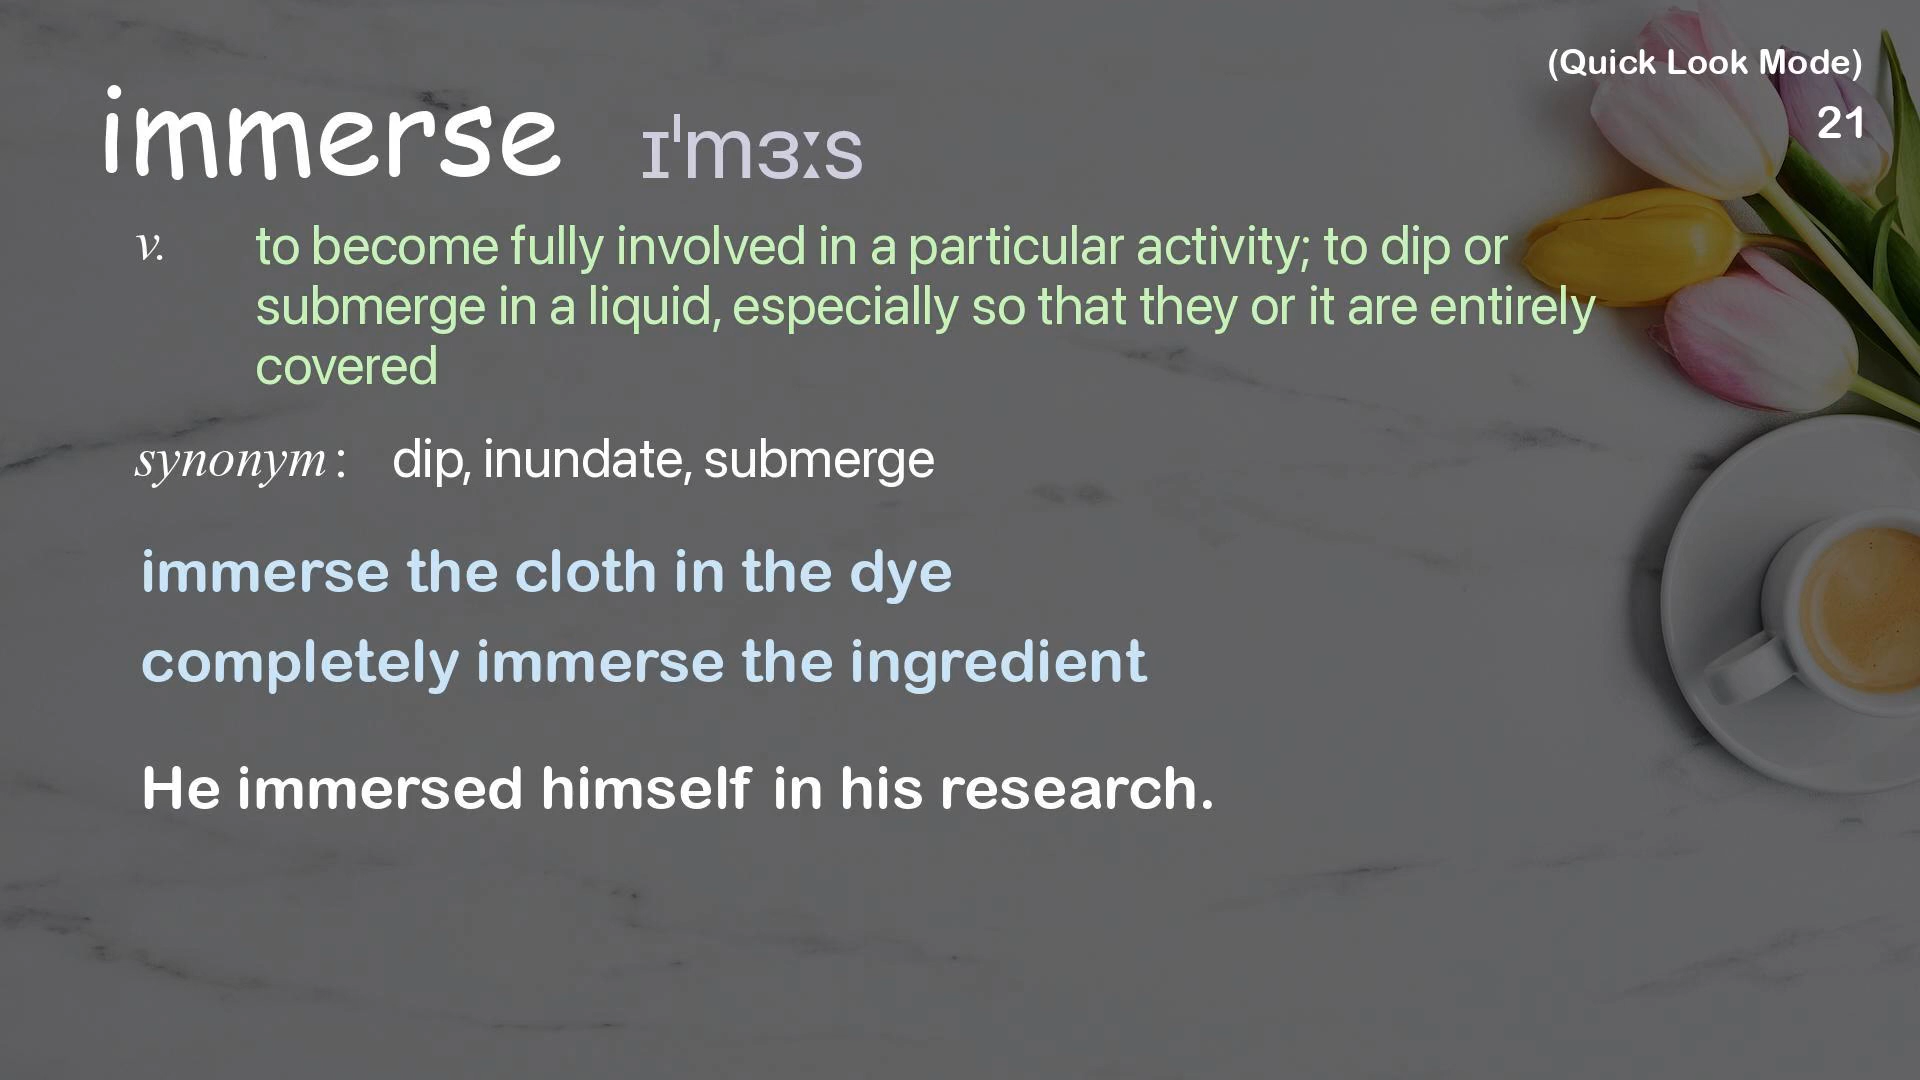 (Quick Look Mode)
21
immerse ɪˈmɜːs
v. to become fully involved in a particular activity; to dip or
submerge in a liquid, especially so that they or it are entirely
covered
synonym : dip, inundate, submerge
immerse the cloth in the dye
completely immerse the ingredient
He immersed himself in his research.